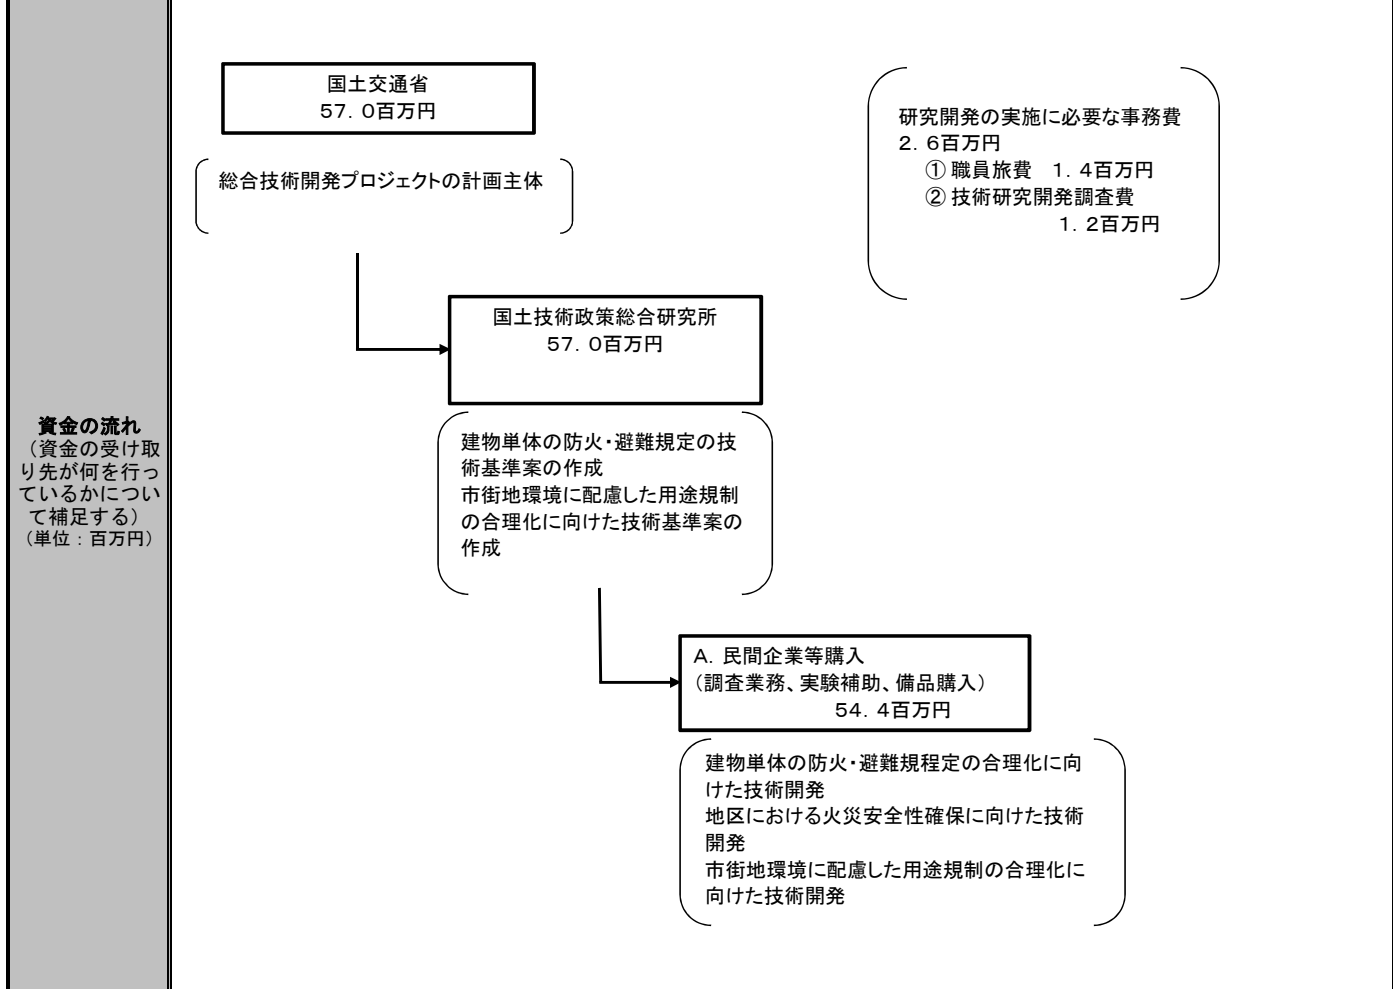 資金の流れ
（資金の受け取
り先が何を行っ
ているかについ
て補足する）
（単位：百万円）
国土交通省
５７．０百万円
総合技術開発プロジェクトの計画主体
研究開発の実施に必要な事務費
２．６百万円
① 職員旅費　１．４百万円
② 技術研究開発調査費
１．２百万円
国土技術政策総合研究所
５７．０百万円
建物単体の防火・避難規定の技
術基準案の作成
市街地環境に配慮した用途規制
の合理化に向けた技術基準案の
作成
Ａ．民間企業等購入
（調査業務、実験補助、備品購入）
５４．４百万円
建物単体の防火・避難規程定の合理化に向
けた技術開発
地区における火災安全性確保に向けた技術
開発
市街地環境に配慮した用途規制の合理化に
向けた技術開発